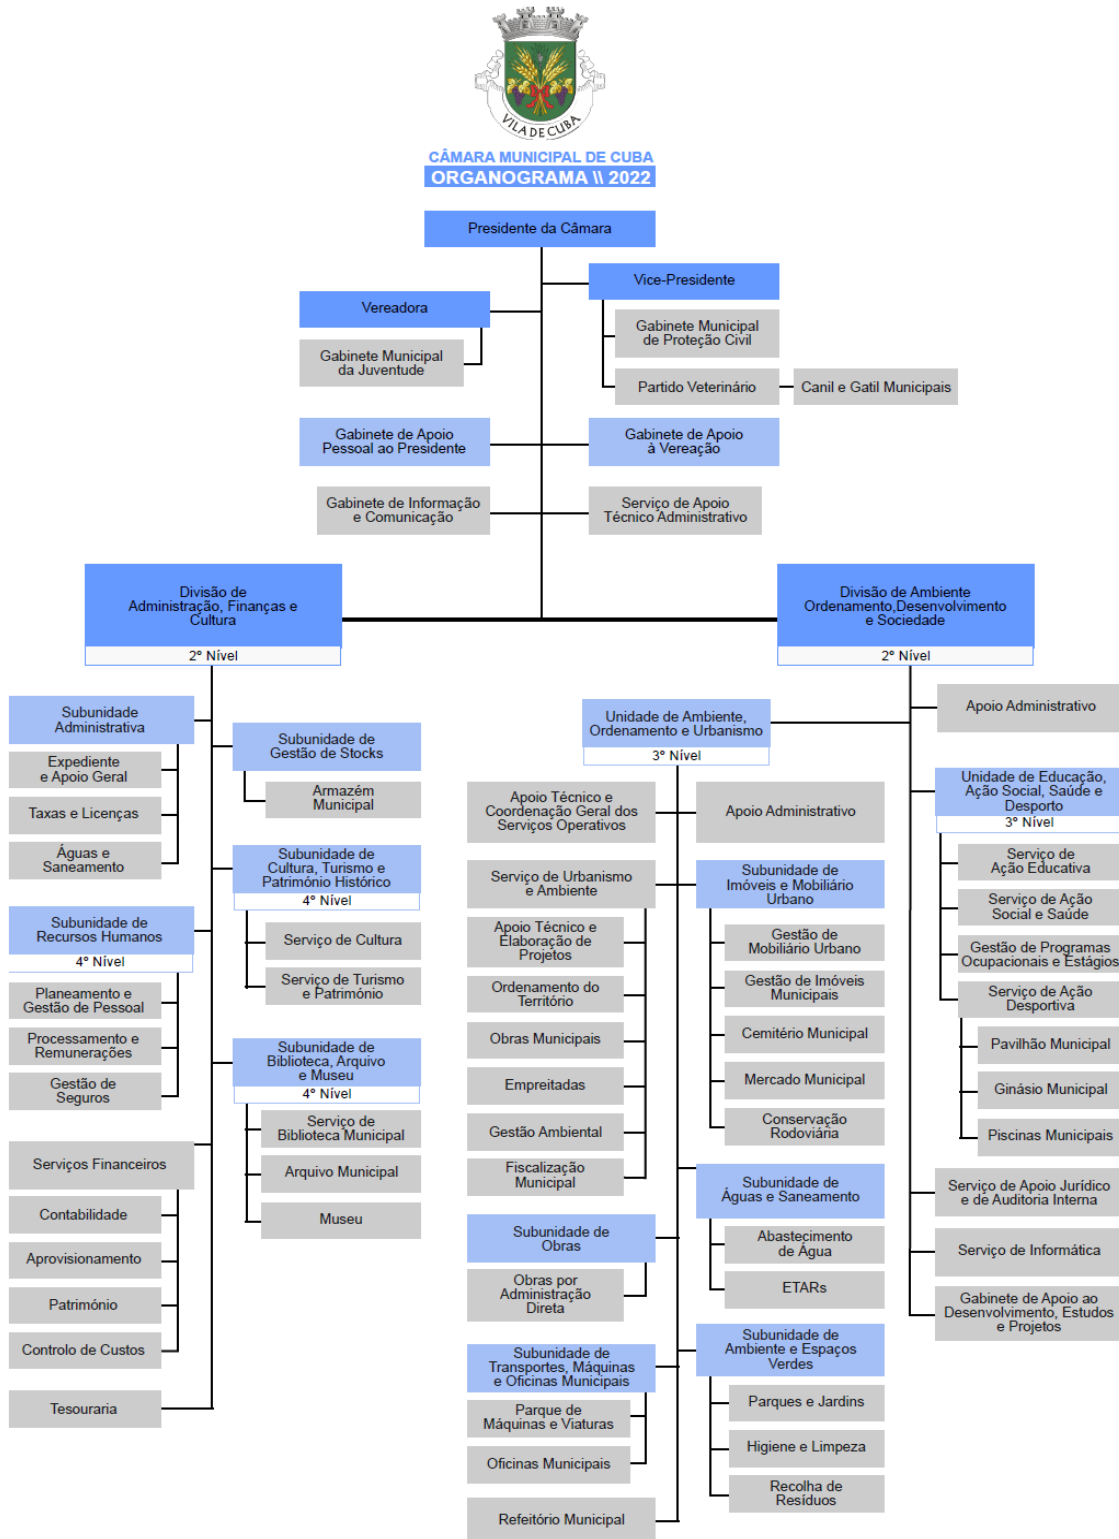 VILA DE CUBA
CÂMARA MUNICIPAL DE CUBA
ORGANOGRAMA \\ 2022
Presidente da Câmara
Vice-Presidente
Vereadora
Gabinete Municipal
de Proteção Civil
Gabinete Municipal
da Juventude
Partido Veterinário
Canil e Gatil Municipais
Gabinete de Apoio
Pessoal ao Presidente
Gabinete de Apoio
à Vereação
Gabinete de Informação
e Comunicação
Serviço de Apoio
Técnico Administrativo
Divisão de
Administração, Finanças e
Cultura
2º Nível
Divisão de Ambiente
Ordenamento,Desenvolvimento
e Sociedade
2º Nível
Subunidade
Administrativa
Expediente
e Apoio Geral
Taxas e Licenças
Águas e
Saneamento
Subunidade de
Recursos Humanos
4º Nível
Planeamento e
Gestão de Pessoal
Processamento e
Remunerações
Gestão de
Seguros
Serviços Financeiros
Contabilidade
Aprovisionamento
Património
Controlo de Custos
Tesouraria
Subunidade de
Gestão de Stocks
Armazém
Municipal
Subunidade de
Cultura, Turismo e
Património Histórico
4º Nível
Serviço de Cultura
Serviço de Turismo
e Património
Subunidade de
Biblioteca, Arquivo
e Museu
4º Nível
Serviço de
Biblioteca Municipal
Arquivo Municipal
Museu
Unidade de Ambiente,
Ordenamento e Urbanismo
3º Nível
Apoio Técnico e
Coordenação Geral dos
Serviços Operativos
Apoio Administrativo
Serviço de Urbanismo
e Ambiente
Apoio Técnico e
Elaboração de
Projetos
Ordenamento do
Território
Obras Municipais
Empreitadas
Gestão Ambiental
Fiscalização
Municipal
Subunidade de
Obras
Obras por
Administração
Direta
Subunidade de
Transportes, Máquinas
e Oficinas Municipais
Parque de
Máquinas e Viaturas
Oficinas Municipais
Refeitório Municipal
Subunidade de
Imóveis e Mobiliário
Urbano
Gestão de
Mobiliário Urbano
Gestão de Imóveis
Municipais
Cemitério Municipal
Mercado Municipal
Conservação
Rodoviária
Subunidade de
Águas e Saneamento
Abastecimento
de Água
ETARs
Subunidade de
Ambiente e Espaços
Verdes
Parques e Jardins
Higiene e Limpeza
Recolha de
Resíduos
Apoio Administrativo
Unidade de Educação,
Ação Social, Saúde e
Desporto
3º Nível
Serviço de
Ação Educativa
Serviço de Ação
Social e Saúde
Gestão de Programas
Ocupacionais e Estágios
Serviço de Ação
Desportiva
Pavilhão Municipal
Ginásio Municipal
Piscinas Municipais
Serviço de Apoio Jurídico
e de Auditoria Interna
Serviço de Informática
Gabinete de Apoio ao
Desenvolvimento, Estudos
e Projetos